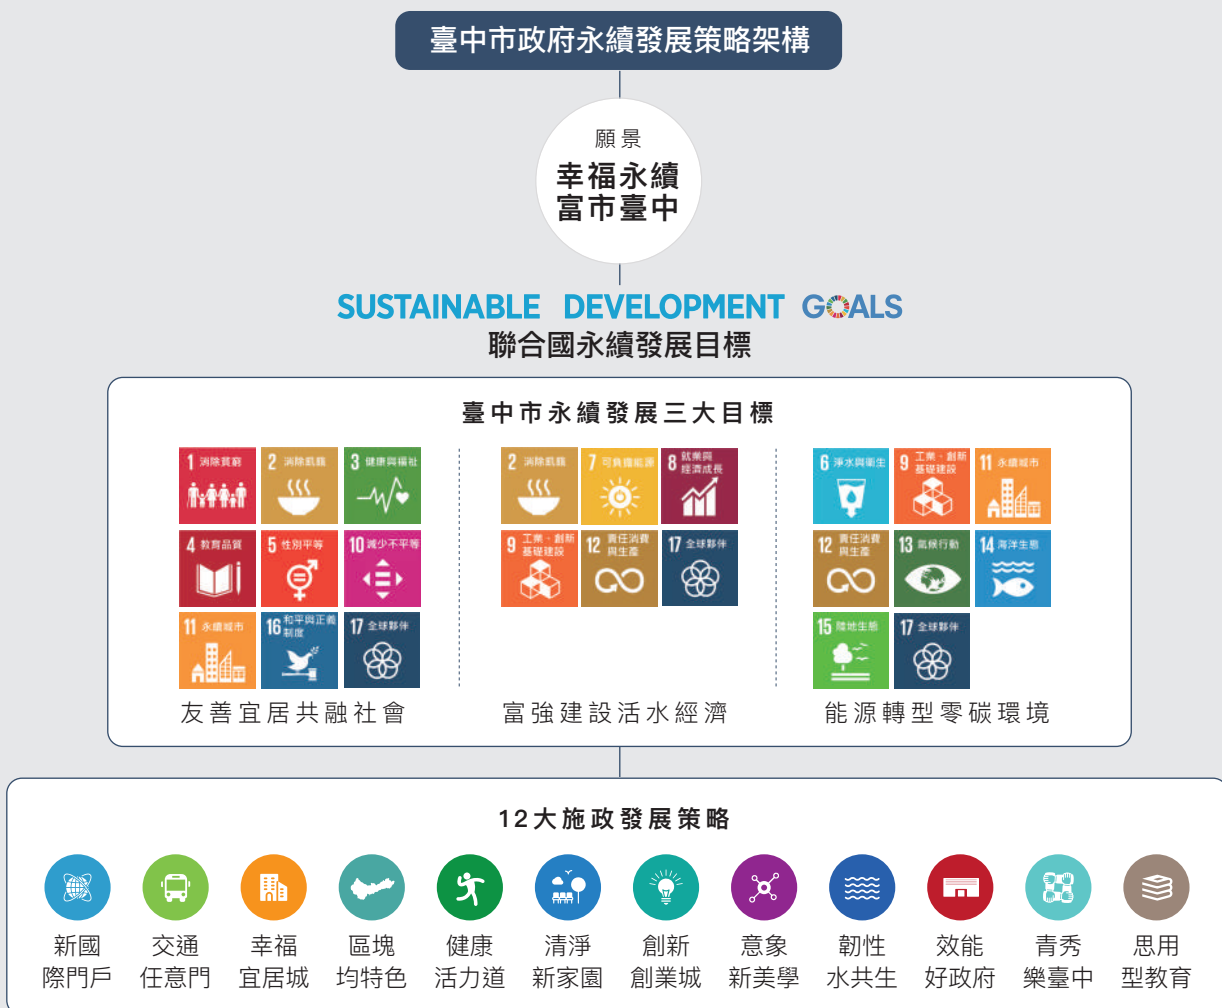 臺中市政府永續發展策略架構
願景
幸福永續
富市臺中
SUSTAINABLE DEVELOPMENT GOALS
聯合國永續發展目標
臺中市永續發展三大目標
1 消除貧窮
2 消除飢餓
3 健康與福祉
4 教育品質
5 性別平等
10 減少不平等
11 永續城市
16 和平與正義
制度
17 全球夥伴
友善宜居共融社會
2 消除飢餓
7 可負擔能源
8 就業與
經濟成長
9 工業、創新
基礎建設
12 責任消費
與生產
17 全球夥伴
富強建設活水經濟
6 淨水與衛生
9 工業、創新
基礎建設
11 永續城市
12 責任消費
與生產
13 氣候行動
14 海洋生態
15 陸地生態
17 全球夥伴
能源轉型零碳環境
12大施政發展策略
新國
際門戶
交通
任意門
幸福
宜居城
區塊
均特色
健康
活力道
清淨
新家園
創新
創業城
意象
新美學
韌性
水共生
效能
好政府
青秀
樂臺中
思用
型教育